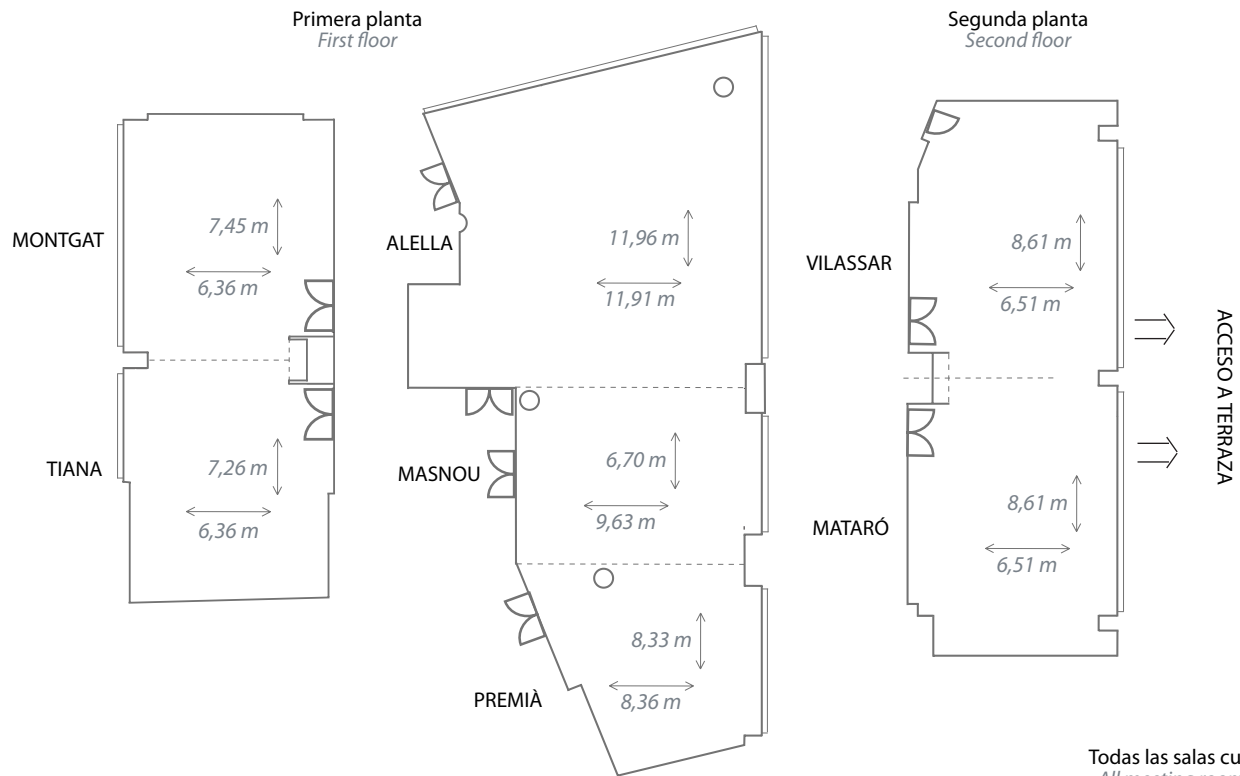 Primera planta
First floor
Segunda planta
Second floor
MONTGAT
7,45 m
6,36 m
TIANA
7,26 m
6,36 m
ALELLA
11,96 m
11,91 m
MASNOU
6,70 m
9,63 m
PREMIÀ
8,33 m
8,36 m
VILASSAR
8,61 m
6,51 m
MATARÓ
8,61 m
6,51 m
ACCESO A TERRAZA
Todas las salas cu